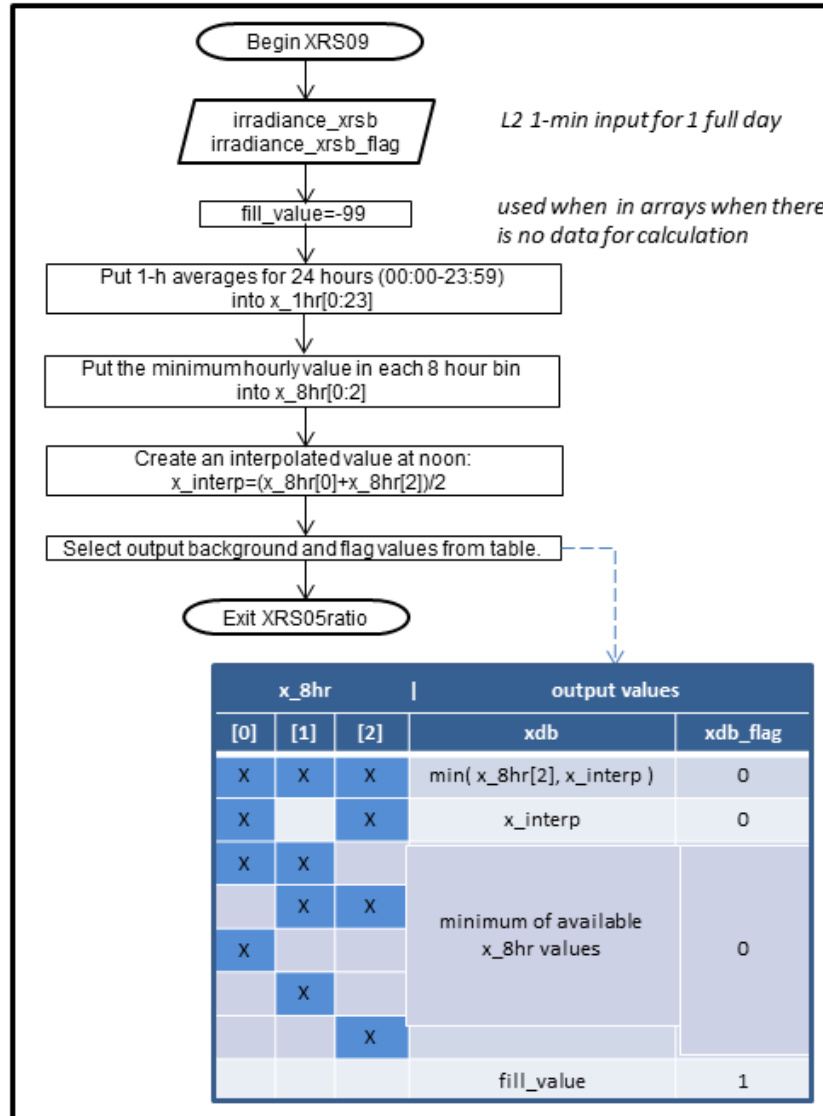 Begin XRS09
irradiance_xrsb
irradiance_xrsb_flag
L2 1-min input for 1 full day
fill_value=-99
used when in arrays when there
is no data for calculation
Put 1-h averages for 24 hours (00:00-23:59)
into x_1hr[0:23]
Put the minimum hourly value in each 8 hour bin
into x_8hr[0:2]
Create an interpolated value at noon:
x_interp=(x_8hr[0]+x_8hr[2])/2
Select output background and flag values from table.
Exit XRS05ratio
x_8hr | output values
[0] [1] [2] xdb xdb_flag
X X X min( x_8hr[2], x_interp ) 0
X X x_interp 0
X X
X X
minimum of available
x_8hr values
0
X
X
X
fill_value 1